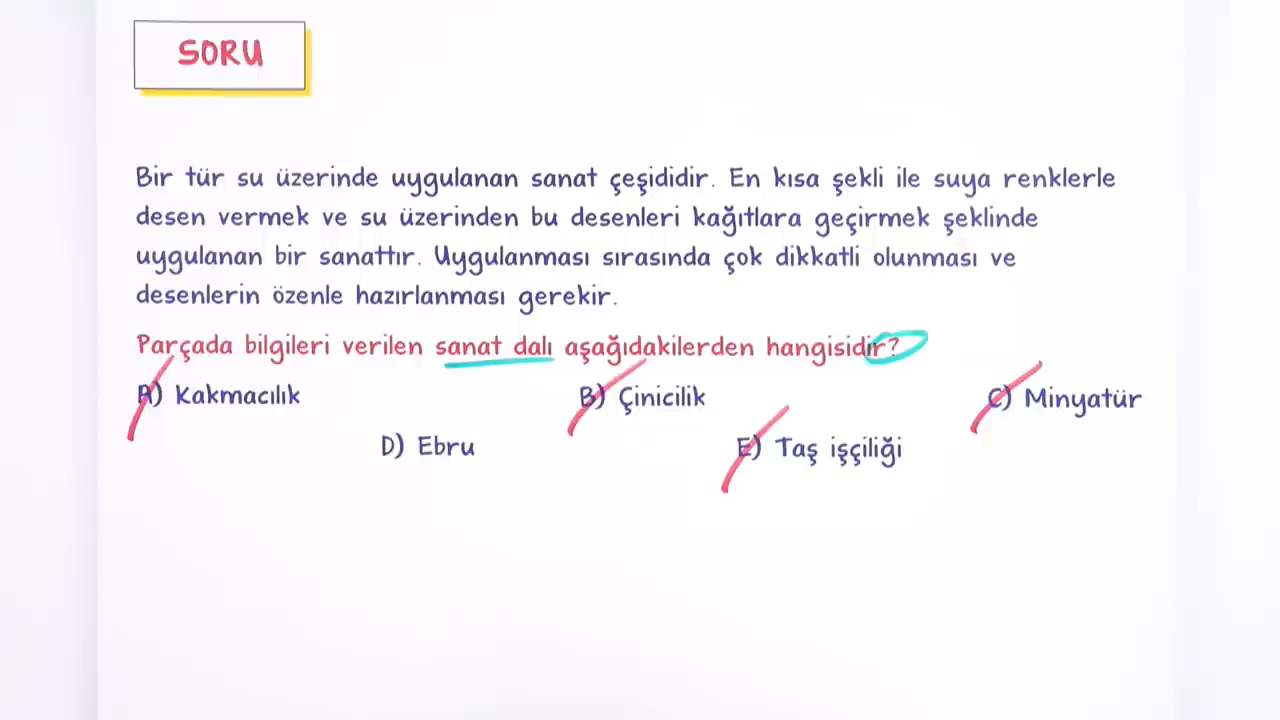 SORU
Bir tür su üzerinde uygulanan sanat çeşididir. En kısa şekli ile suya renklerle
desen vermek ve su üzerinden bu desenleri kağıtlara geçirmek şeklinde
uygulanan bir sanattır. Uygulanması sırasında çok dikkatli olunması ve
desenlerin özenle hazırlanması gerekir.
Parçada bilgileri verilen sanat dalı aşağıdakilerden hangisidir?
A) Kakmacılık B) Çinicilik C) Minyatür
D) Ebru E) Taş işçiliği